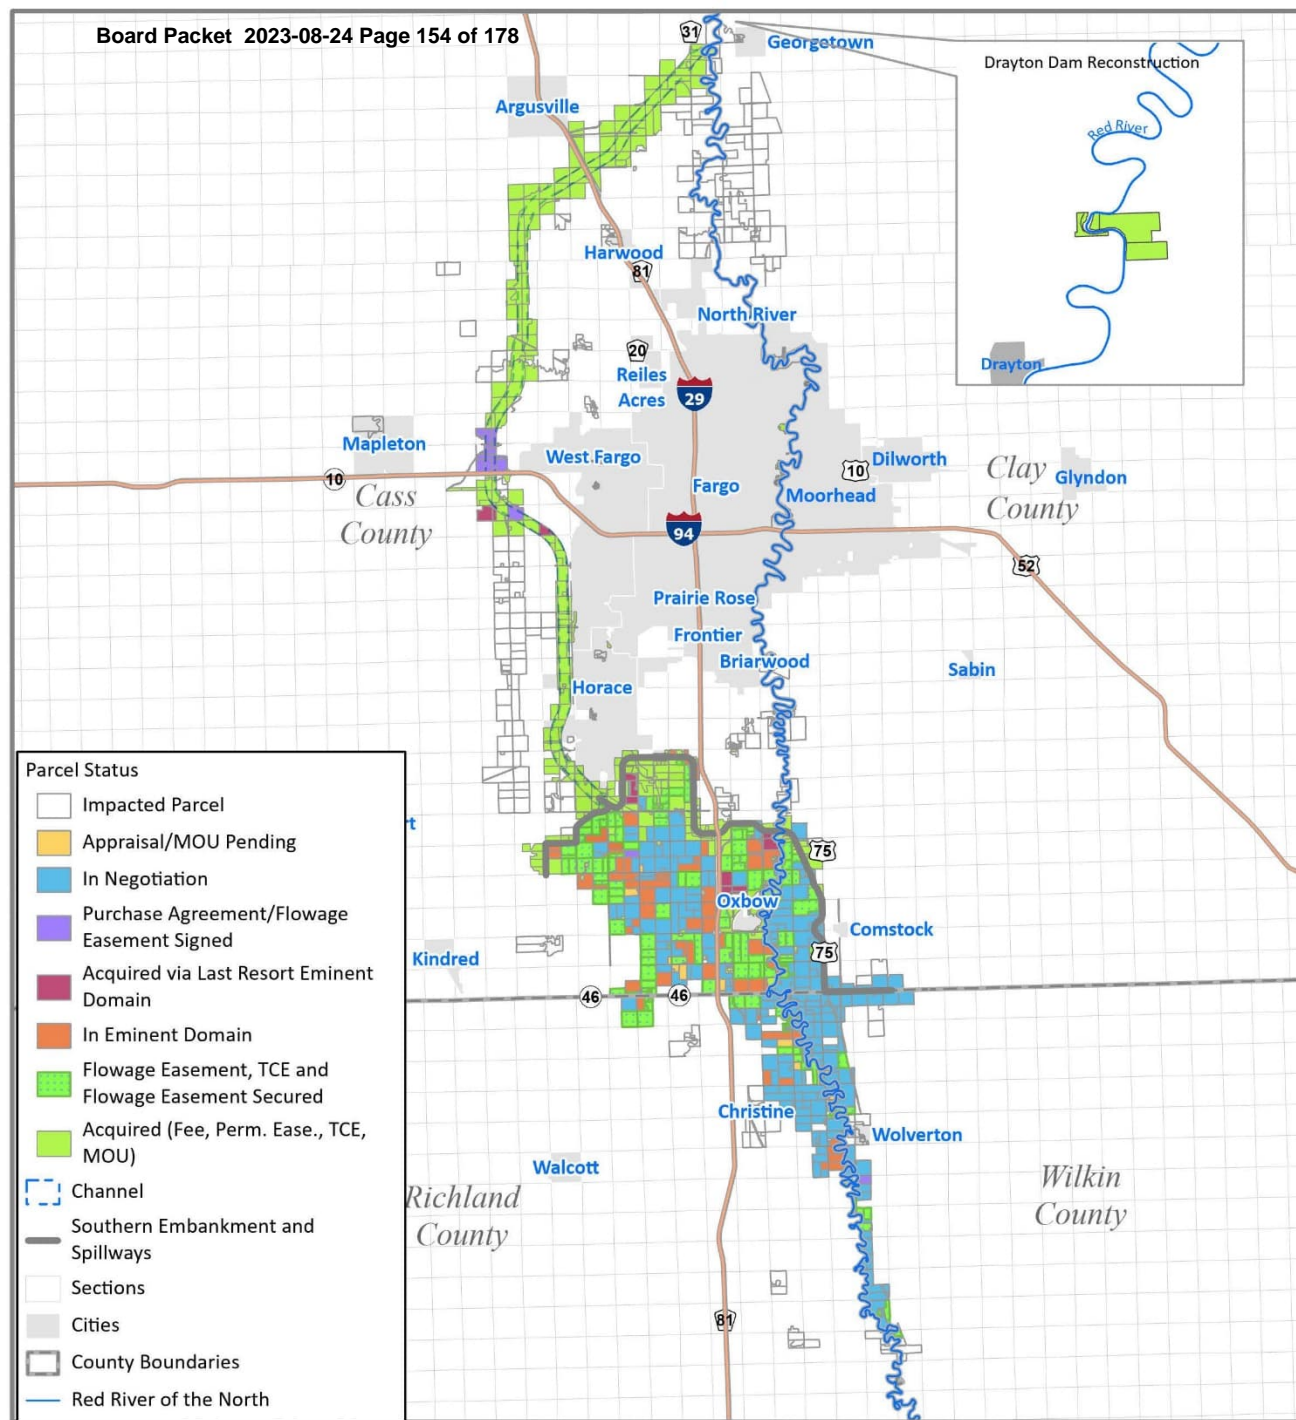 Board Packet 2023-08-24 Page 154 of 178
31
Georgetown
Drayton Dam Reconstruction
Red River
Drayton
Argusville
Harwood
81
North River
20
Reiles
Acres
29
Mapleton
West Fargo
10
Dilworth
Clay
County
Glyndon
10
Cass
County
Fargo
Moorhead
94
52
Prairie Rose
Frontier
Briarwood
Sabin
Horace
rt
75
Oxbow
Comstock
75
Kindred
46
46
Christine
Wolverton
Walcott
Richland
County
Wilkin
County
81
Parcel Status
Impacted Parcel
Appraisal/MOU Pending
In Negotiation
Purchase Agreement/Flowage
Easement Signed
Acquired via Last Resort Eminent
Domain
In Eminent Domain
Flowage Easement, TCE and
Flowage Easement Secured
Acquired (Fee, Perm. Ease., TCE,
MOU)
Channel
Southern Embankment and
Spillways
Sections
Cities
County Boundaries
Red River of the North